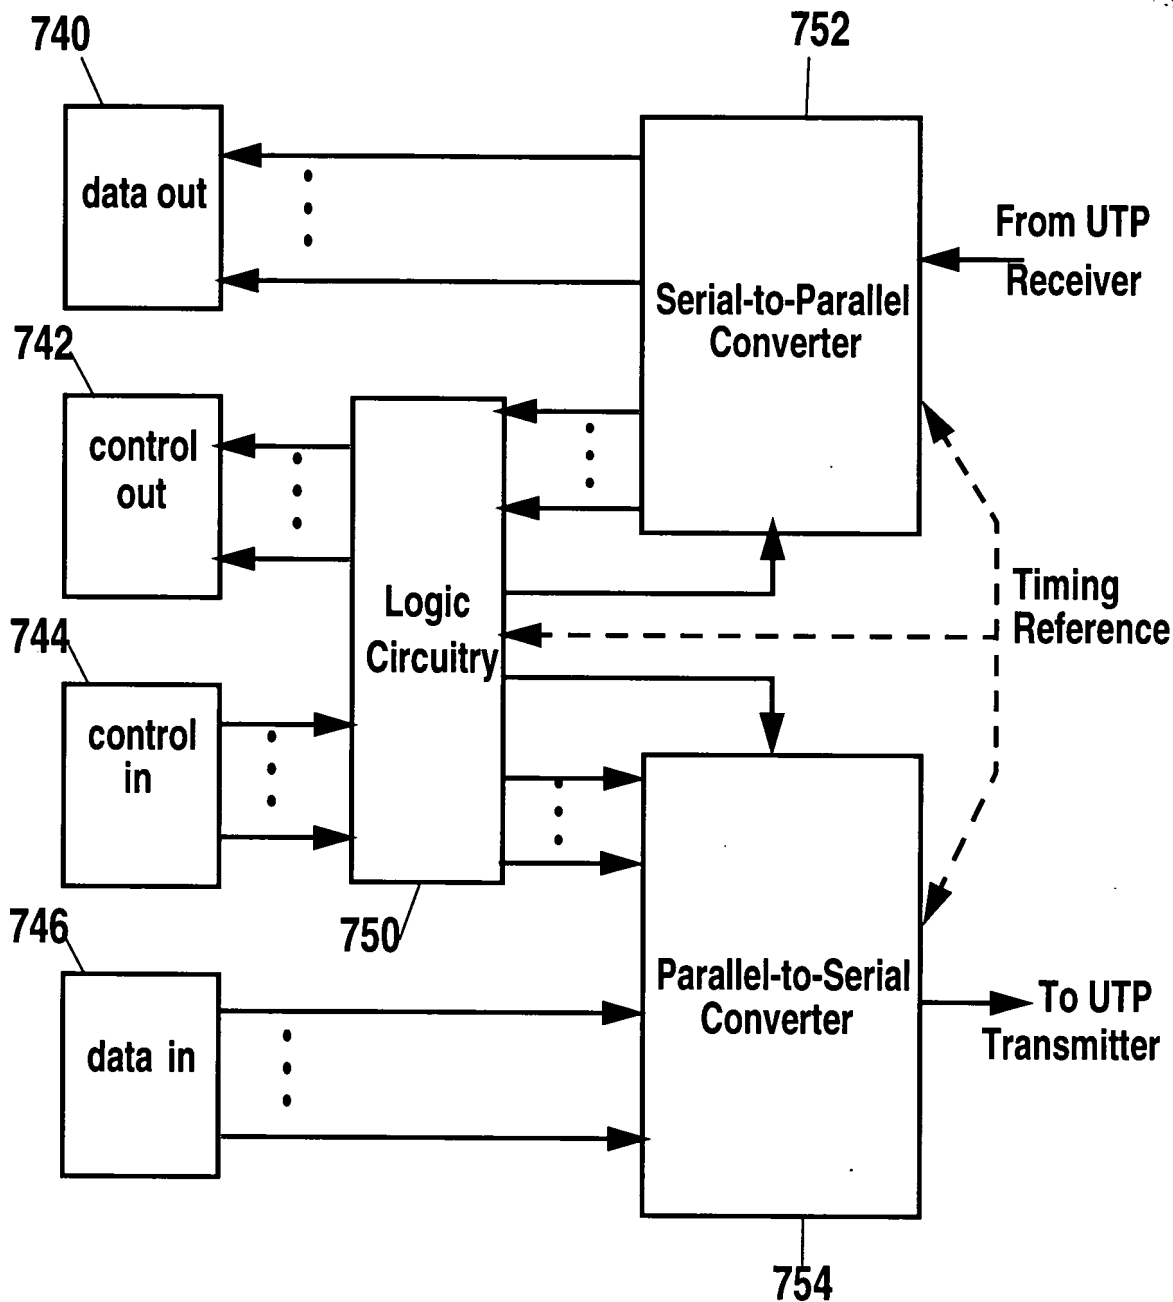 740
752
data out
From UTP
Receiver
Serial-to-Parallel
Converter
742
control
out
Logic
Circuitry
Timing
Reference
744
control
in
750
746
data in
Parallel-to-Serial
Converter
To UTP
Transmitter
754